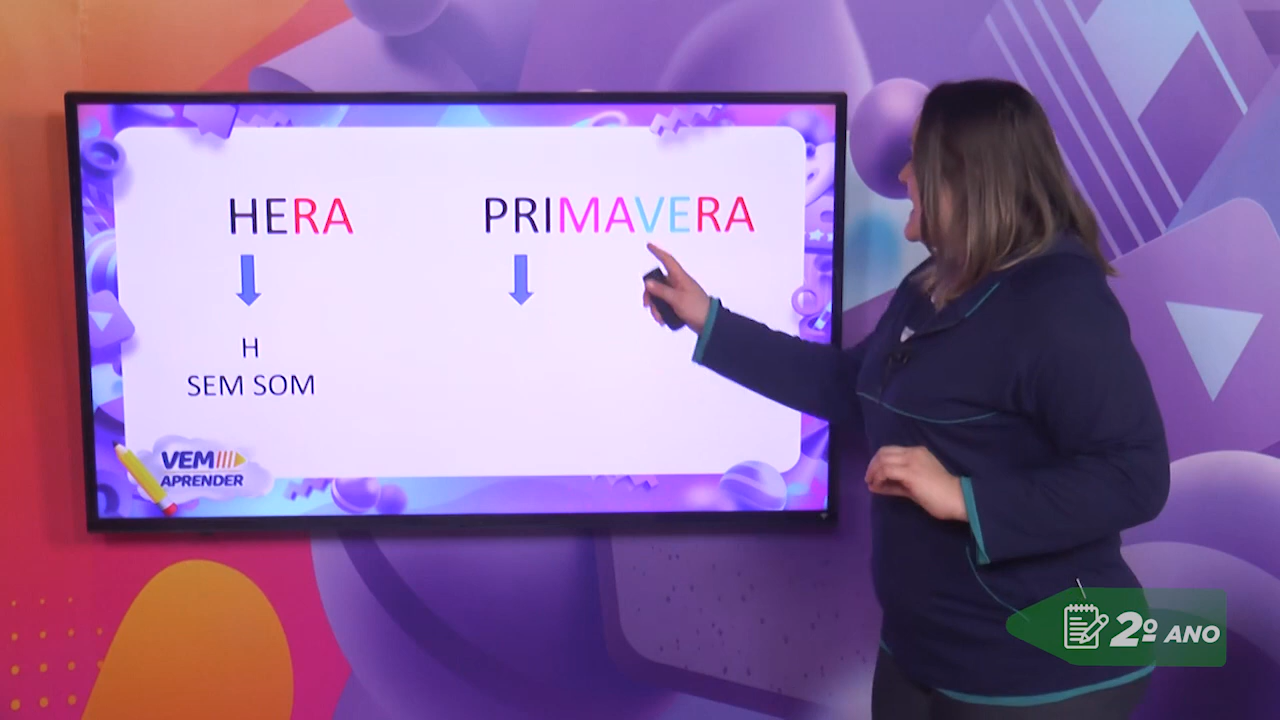 HERA
PRIMAVERA
H
SEM SOM
VEM
APRENDER
2º ANO